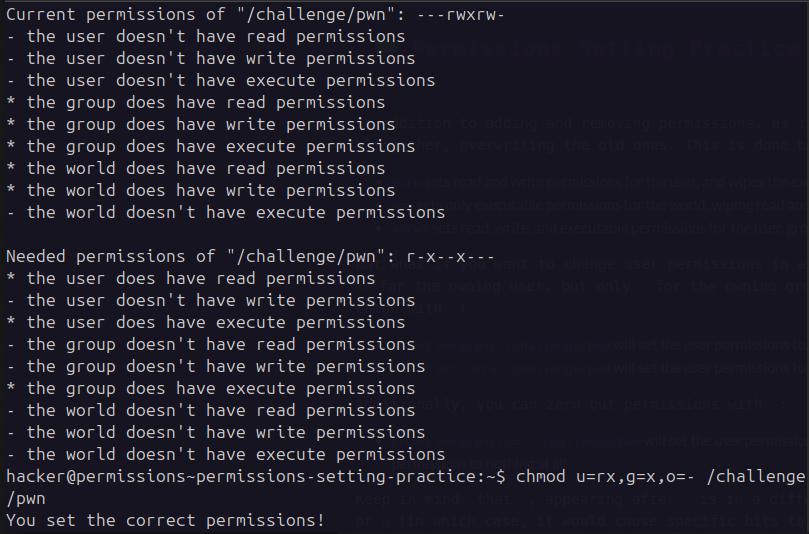 Current permissions of "/challenge/pwn": ---rwxrw-
- the user doesn't have read permissions
- the user doesn't have write permissions
- the user doesn't have execute permissions
* the group does have read permissions
* the group does have write permissions
* the group does have execute permissions
* the world does have read permissions
* the world does have write permissions
- the world doesn't have execute permissions
Needed permissions of "/challenge/pwn": r-x--x---
* the user does have read permissions
- the user doesn't have write permissions
* the user does have execute permissions
- the group doesn't have read permissions
- the group doesn't have write permissions
* the group does have execute permissions
- the world doesn't have read permissions
- the world doesn't have write permissions
- the world doesn't have execute permissions
hacker@permissions~permissions-setting-practice:~$ chmod u=rx,g=x,o=- /challenge
/pwn
You set the correct permissions!